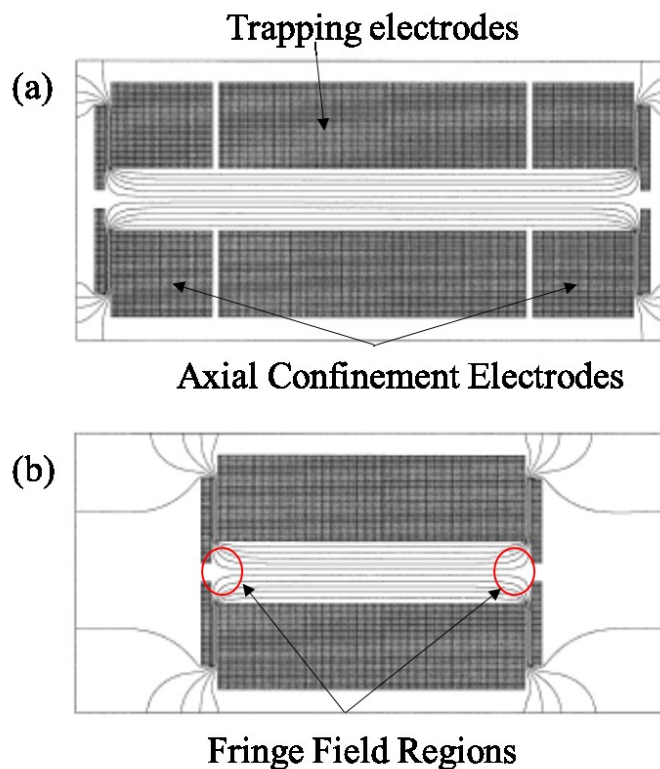 Trapping electrodes
(a)
Axial Confinement Electrodes
(b)
Fringe Field Regions